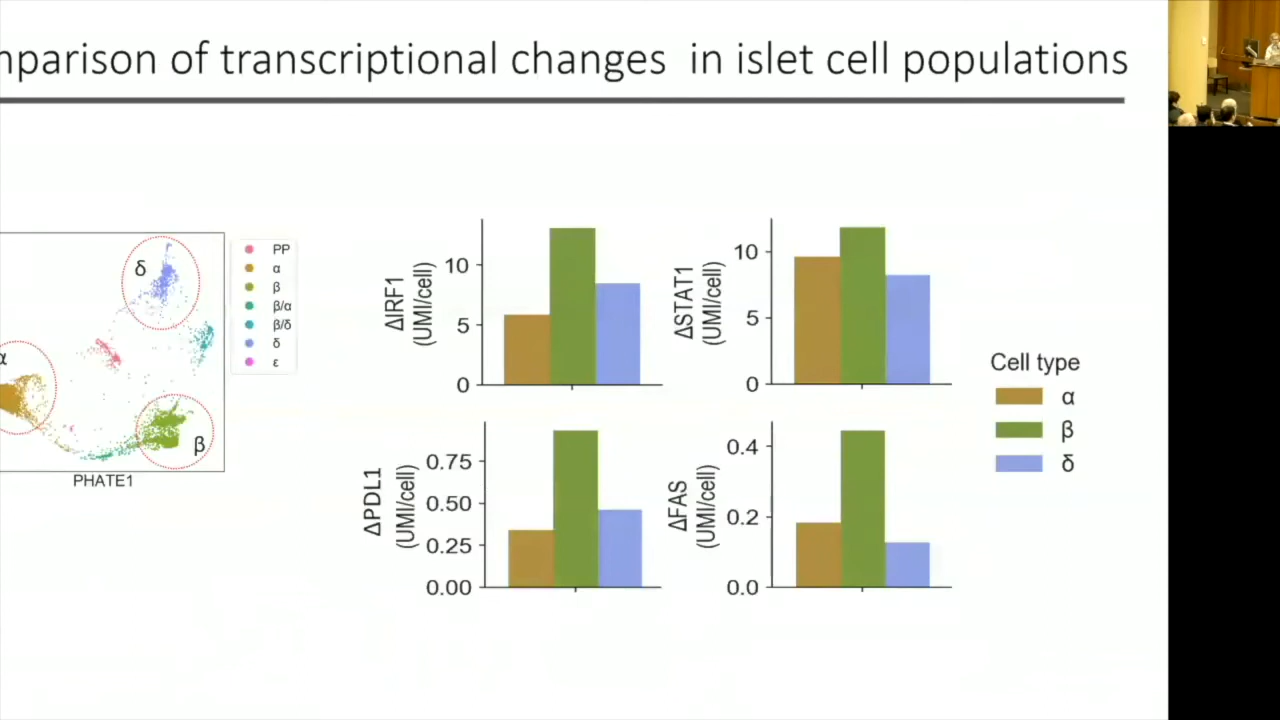 mparison of transcriptional changes in islet cell populations
δ
α
β
PHATE1
PP
α
β
β/α
β/δ
δ
ε
ΔIRF1
(UMI/cell)
10
5
0
ΔSTAT1
(UMI/cell)
10
5
0
ΔPDL1
(UMI/cell)
0.75
0.50
0.25
0.00
ΔFAS
(UMI/cell)
0.4
0.2
0.0
Cell type
α
β
δ